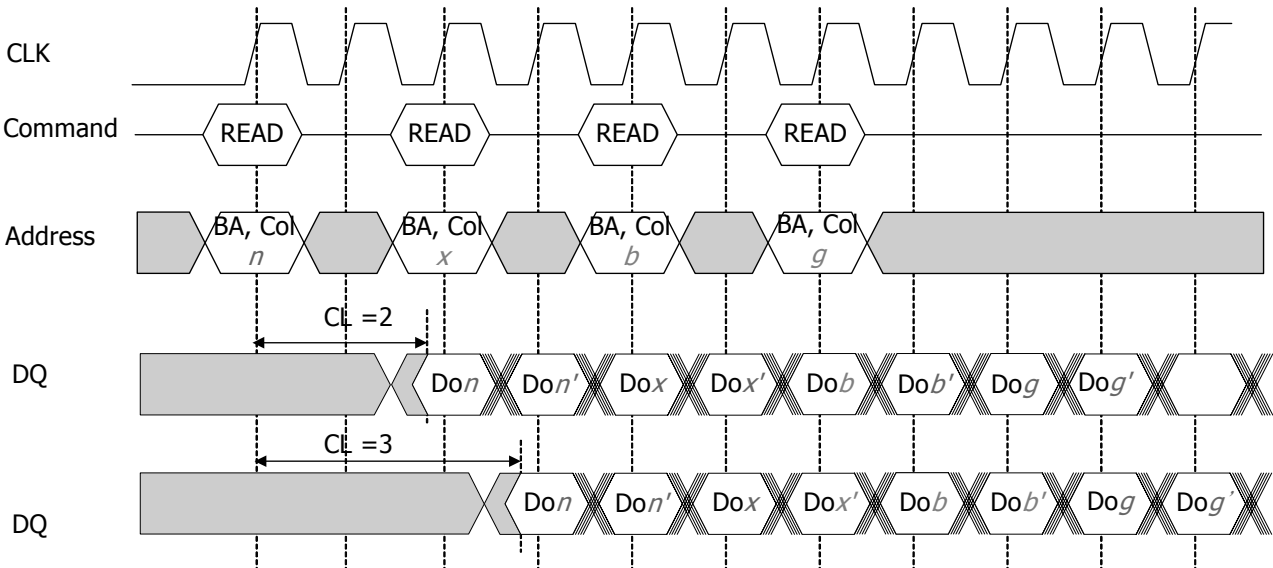 CLK
Command READ READ READ READ
Address BA, Col BA, Col BA, Col BA, Col
n x b g
CL =2
DQ Don Don' Dox Dox' Dob Dob' Dog Dog'
CL =3
DQ Don Don' Dox Dox' Dob Dob' Dog Dog'